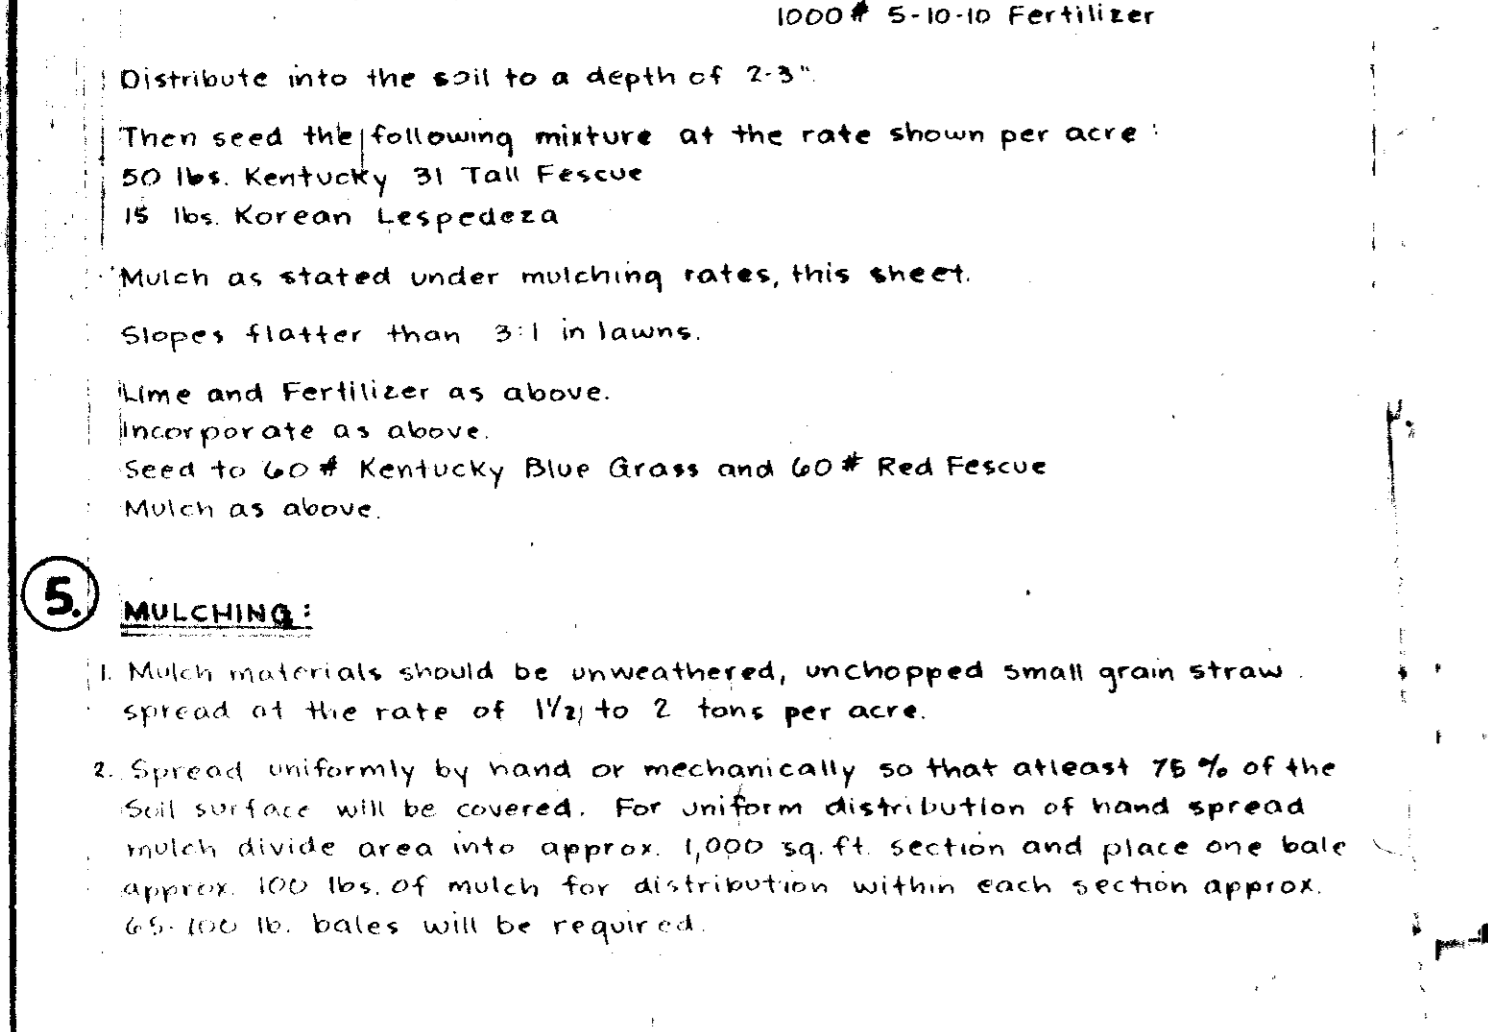 1000# 5-10-10 Fertilizer
Distribute into the soil to a depth of 2-3".
Then seed the following mixture at the rate shown per acre:
50 lbs. Kentucky 31 Tall Fescue
15 lbs. Korean Lespedeza
Mulch as stated under mulching rates, this sheet.
Slopes flatter than 3:1 in lawns.
Lime and Fertilizer as above.
Incorporate as above.
Seed to 60# Kentucky Blue Grass and 60# Red Fescue
Mulch as above.
5. MULCHING:
1. Mulch materials should be unweathered, unchopped small grain straw
spread at the rate of 1 1/2 to 2 tons per acre.
2. Spread uniformly by hand or mechanically so that atleast 75% of the
Soil surface will be covered. For uniform distribution of hand spread
mulch divide area into approx. 1,000 sq. ft. section and place one bale
approx. 100 lbs. of mulch for distribution within each section approx.
65-100 lb. bales will be required.